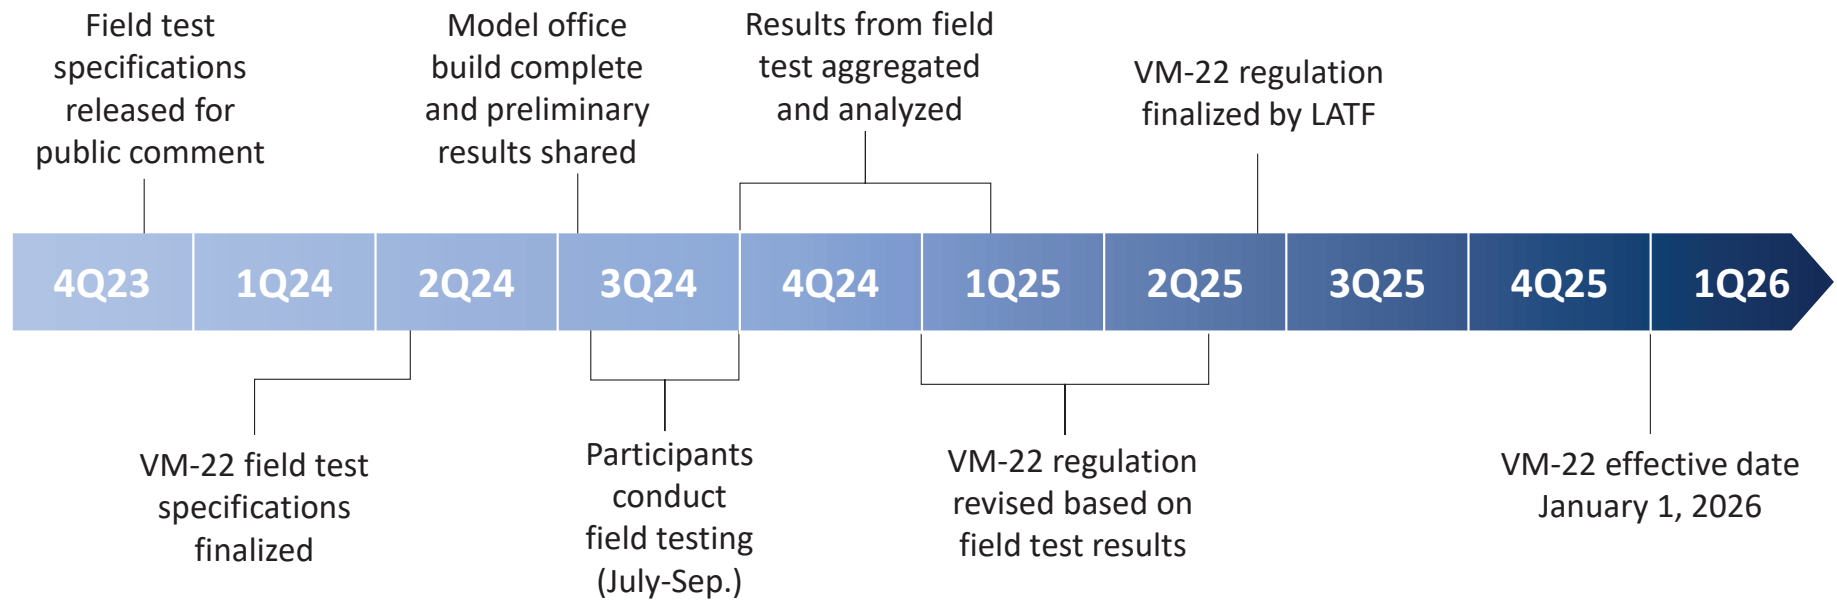 Field test
specifications
released for
public comment
Model office
build complete
and preliminary
results shared
Results from field
test aggregated
and analyzed
VM-22 regulation
finalized by LATF
4Q23
1Q24
2Q24
3Q24
4Q24
1Q25
2Q25
3Q25
4Q25
1Q26
VM-22 field test
specifications
finalized
Participants
conduct
field testing
(July-Sep.)
VM-22 regulation
revised based on
field test results
VM-22 effective date
January 1, 2026